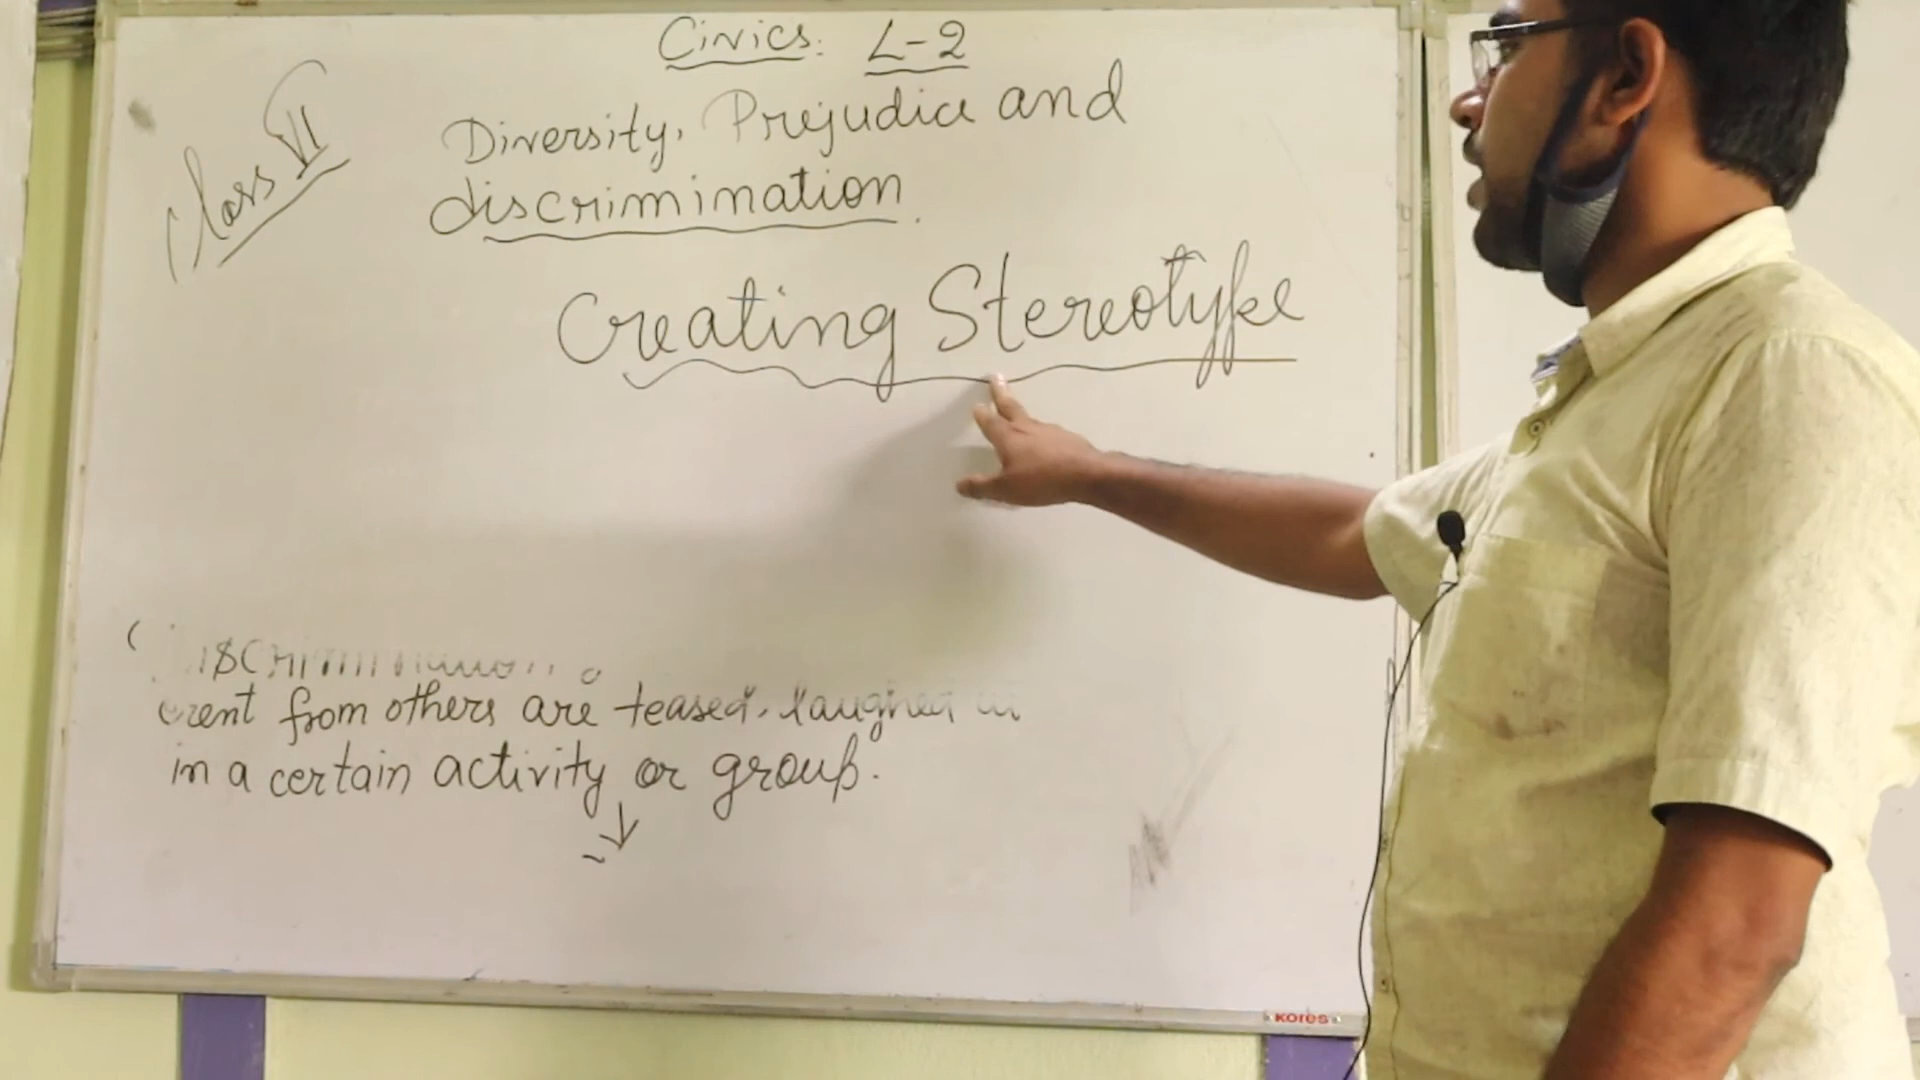 Civics: L-2
Class VI
Diversity, Prejudice and
discrimination.
Creating Stereotype
from others are teased, laughed at
in a certain activity or group.
kores